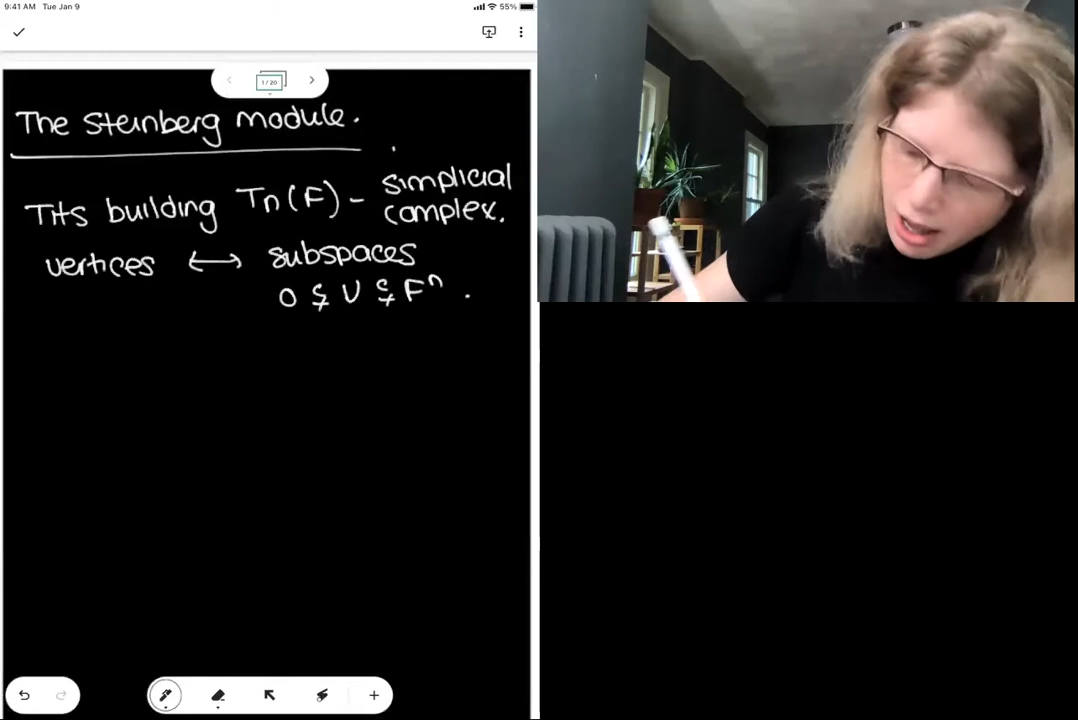 9:41 AM Tue Jan 9
55%
1 / 20
The Steinberg module.
Tits building Tn(F) - simplicial complex.
vertices ↔ subspaces
0 ⊊ V ⊊ Fⁿ .